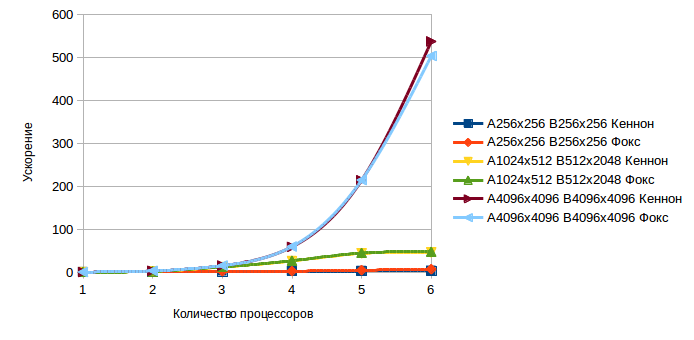 600
500
400
300
200
100
0
1 2 3 4 5 6
Ускорение
Количество процессоров
A256x256 B256x256 Кеннон
A256x256 B256x256 Фокс
A1024x512 B512x2048 Кеннон
A1024x512 B512x2048 Фокс
A4096x4096 B4096x4096 Кеннон
A4096x4096 B4096x4096 Фокс